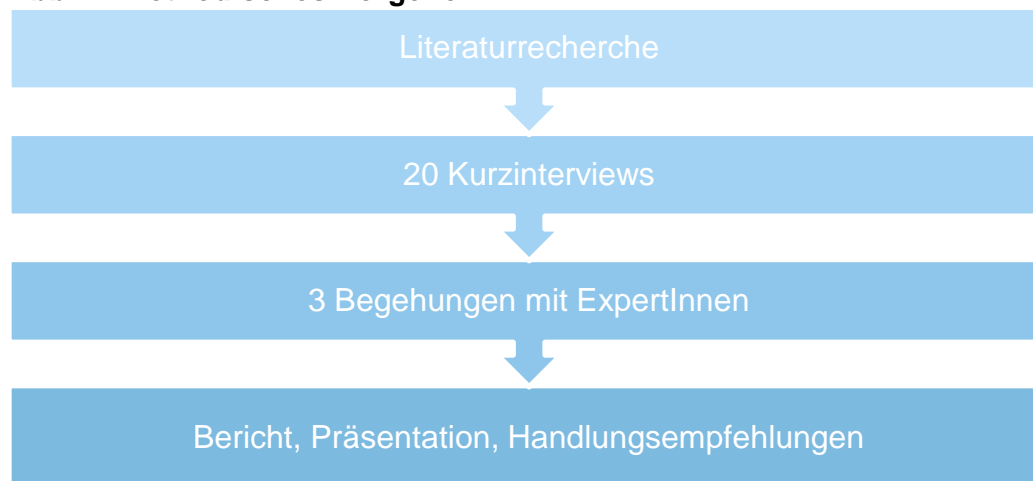 Literaturrecherche
20 Kurzinterviews
3 Begehungen mit ExpertInnen
Bericht, Präsentation, Handlungsempfehlungen